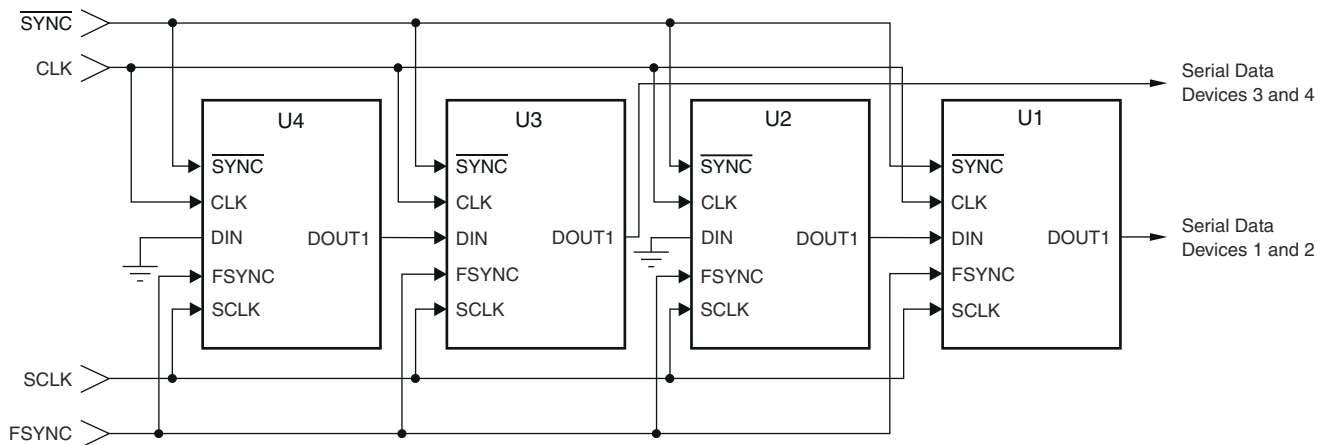 SYNC
CLK
SCLK
FSYNC
U4
SYNC
CLK
DIN
FSYNC
SCLK
DOUT1
U3
SYNC
CLK
DIN
FSYNC
SCLK
DOUT1
U2
SYNC
CLK
DIN
FSYNC
SCLK
DOUT1
U1
SYNC
CLK
DIN
FSYNC
SCLK
DOUT1
Serial Data
Devices 3 and 4
Serial Data
Devices 1 and 2